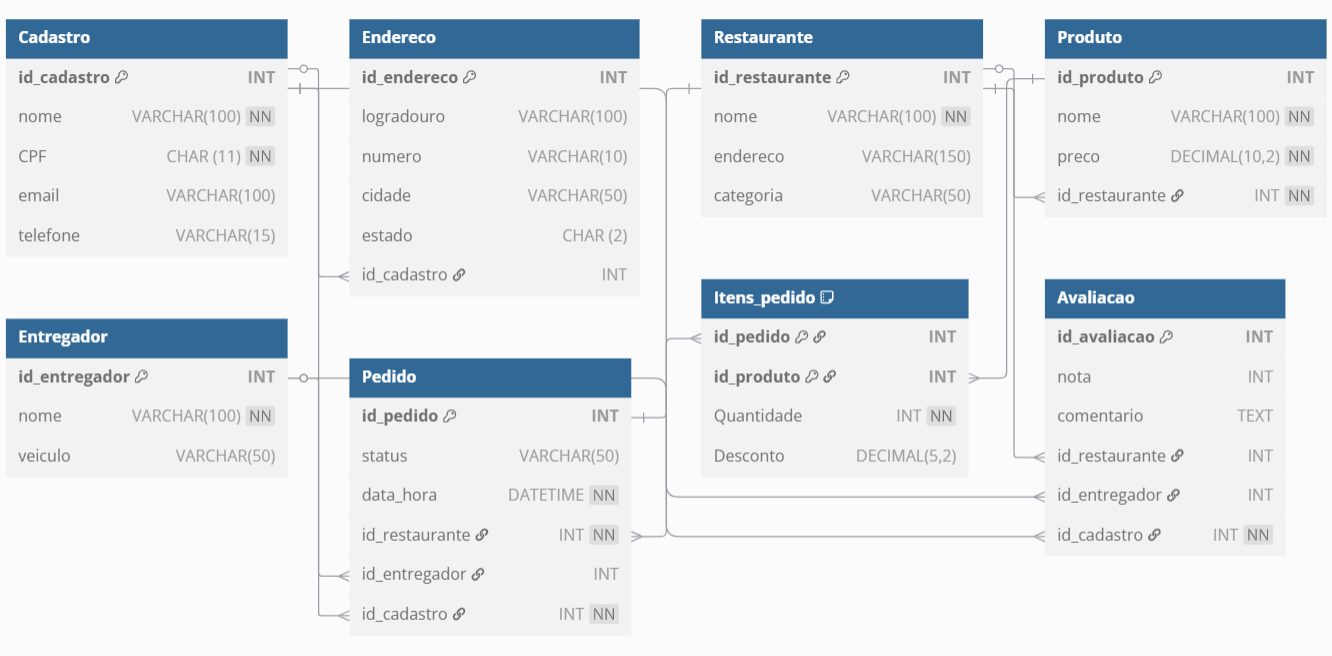 Cadastro
id_cadastro INT
nome VARCHAR(100) NN
CPF CHAR (11) NN
email VARCHAR(100)
telefone VARCHAR(15)
Endereco
id_endereco INT
logradouro VARCHAR(100)
numero VARCHAR(10)
cidade VARCHAR(50)
estado CHAR (2)
id_cadastro INT
Restaurante
id_restaurante INT
nome VARCHAR(100) NN
endereco VARCHAR(150)
categoria VARCHAR(50)
Produto
id_produto INT
nome VARCHAR(100) NN
preco DECIMAL(10,2) NN
id_restaurante INT NN
Entregador
id_entregador INT
nome VARCHAR(100) NN
veiculo VARCHAR(50)
Pedido
id_pedido INT
status VARCHAR(50)
data_hora DATETIME NN
id_restaurante INT NN
id_entregador INT
id_cadastro INT NN
Itens_pedido
id_pedido INT
id_produto INT
Quantidade INT NN
Desconto DECIMAL(5,2)
Avaliacao
id_avaliacao INT
nota INT
comentario TEXT
id_restaurante INT
id_entregador INT
id_cadastro INT NN